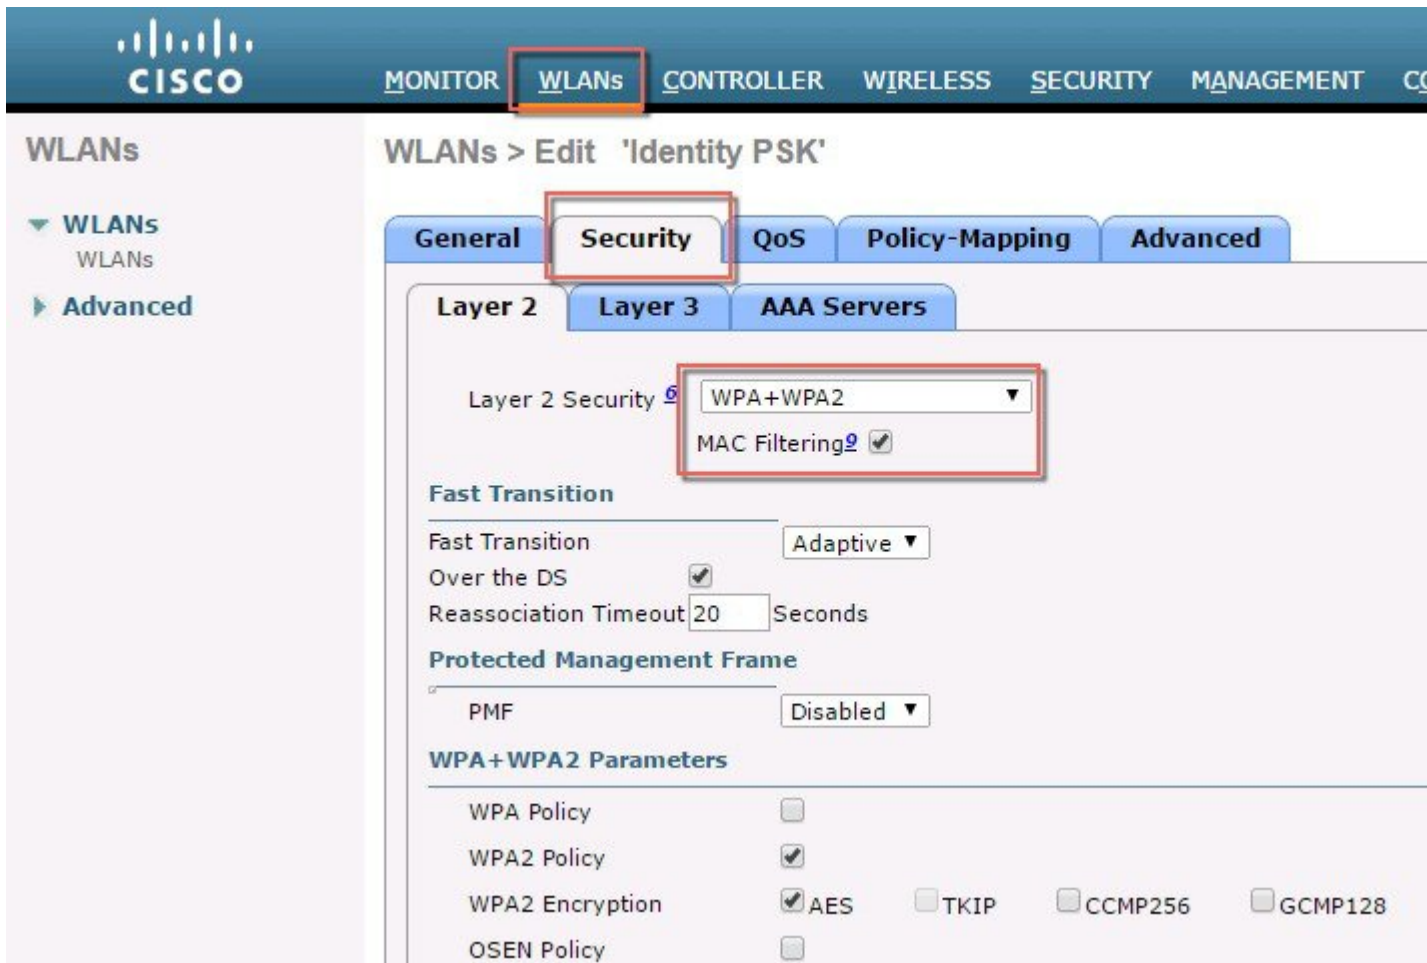 CISCO
MONITOR WLANs CONTROLLER WIRELESS SECURITY MANAGEMENT
WLANs
WLANs > Edit 'Identity PSK'
WLANs
WLANs
Advanced
General Security QoS Policy-Mapping Advanced
Layer 2 Layer 3 AAA Servers
Layer 2 Security 6 WPA+WPA2
MAC Filtering9
Fast Transition
Fast Transition Adaptive
Over the DS
Reassociation Timeout 20 Seconds
Protected Management Frame
PMF Disabled
WPA+WPA2 Parameters
WPA Policy
WPA2 Policy
WPA2 Encryption AES TKIP CCMP256 GCMP128
OSEN Policy